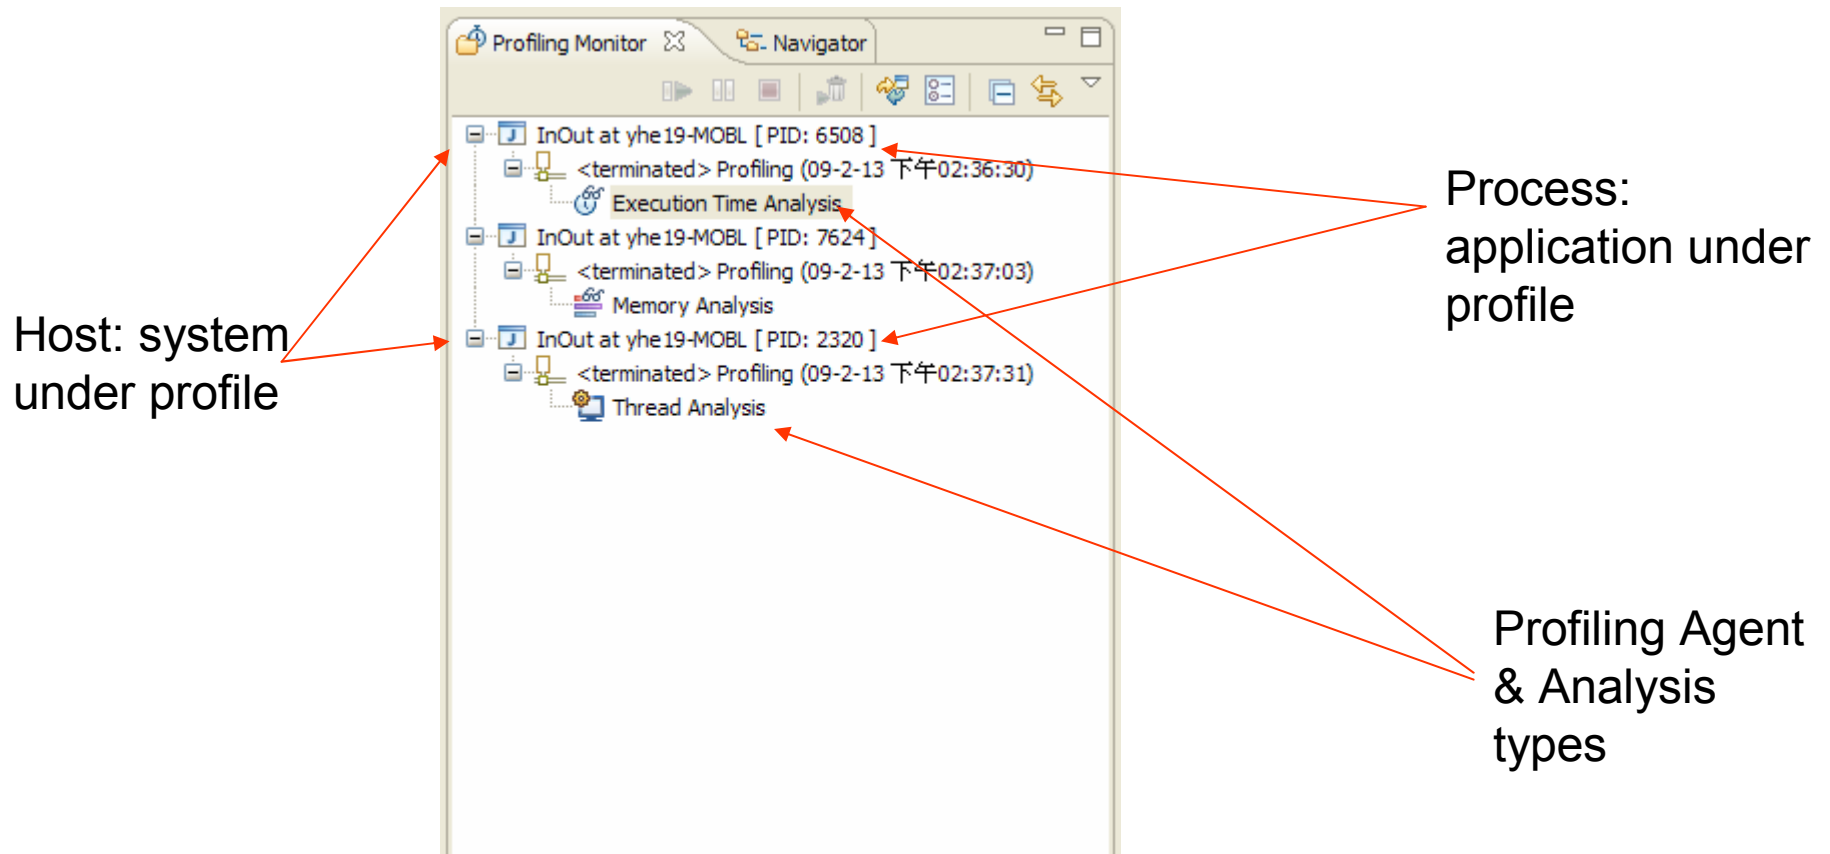 Profiling Monitor
Navigator
InOut at yhe19-MOBL [ PID: 6508 ]
<terminated> Profiling (09-2-13 下午02:36:30)
Execution Time Analysis
InOut at yhe19-MOBL [ PID: 7624 ]
<terminated> Profiling (09-2-13 下午02:37:03)
Memory Analysis
InOut at yhe19-MOBL [ PID: 2320 ]
<terminated> Profiling (09-2-13 下午02:37:31)
Thread Analysis
Host: system
under profile
Process:
application under
profile
Profiling Agent
& Analysis
types